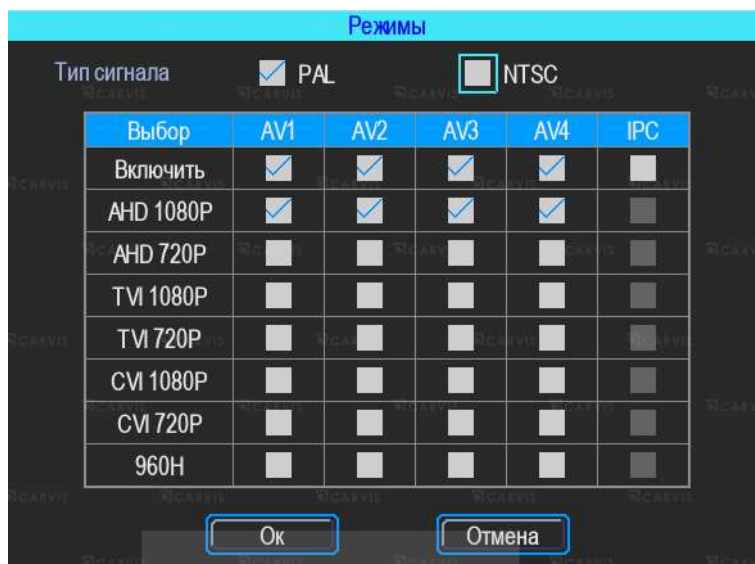 Режимы
Тип сигнала PAL NTSC
Выбор AV1 AV2 AV3 AV4 IPC
Включить
AHD 1080P
AHD 720P
TVI 1080P
TVI 720P
CVI 1080P
CVI 720P
960H
Ок Отмена
CARVIS